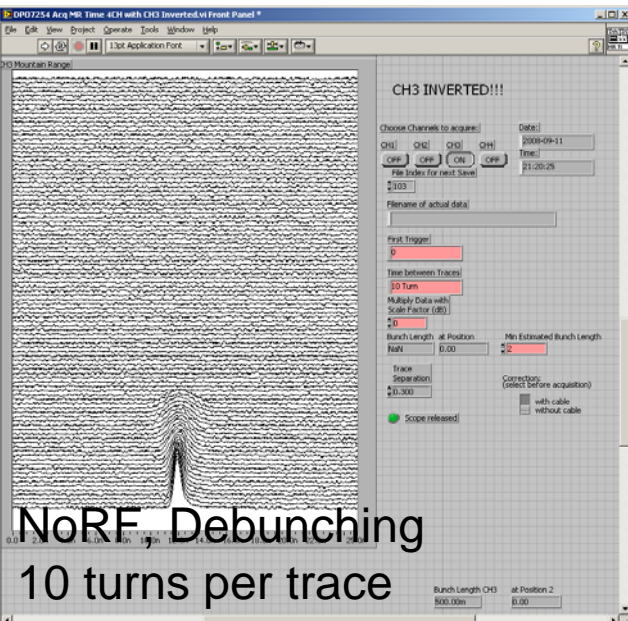 DPO7254 Acq MR Time 4CH with CH3 Inverted.vi Front Panel *
File Edit View Project Operate Tools Window Help
13pt Application Font
CH3 Mountain Range
CH3 INVERTED!!!
Choose Channels to acquire:
CH1 CH2 CH3 CH4
OFF OFF ON OFF
Date:
2008-09-11
Time:
21:20:25
File Index for next Save
103
Filename of actual data
First Trigger
0
Time between Traces
10 Turn
Multiply Data with
Scale Factor (dB)
0
Bunch Length at Position Min Estimated Bunch Length
NaN 0.00 2
Trace
Separation
0.300
Correction:
(select before acquisition)
with cable
without cable
Scope released
NoRF, Debunching
10 turns per trace
Bunch Length CH3 at Position 2
500.00m 0.00